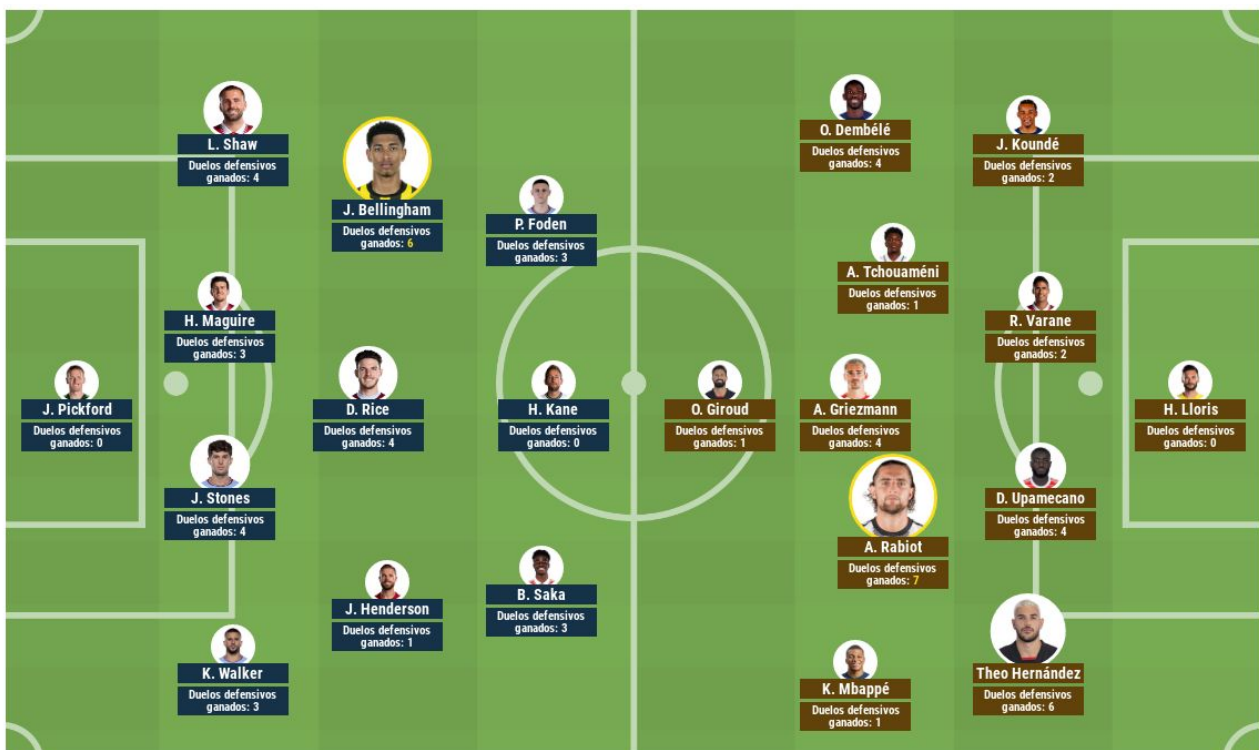 L. Shaw
Duelos defensivos
ganados: 4
J. Bellingham
Duelos defensivos
ganados: 6
P. Foden
Duelos defensivos
ganados: 3
H. Maguire
Duelos defensivos
ganados: 3
J. Pickford
Duelos defensivos
ganados: 0
D. Rice
Duelos defensivos
ganados: 4
H. Kane
Duelos defensivos
ganados: 0
J. Stones
Duelos defensivos
ganados: 4
J. Henderson
Duelos defensivos
ganados: 1
B. Saka
Duelos defensivos
ganados: 3
K. Walker
Duelos defensivos
ganados: 3
O. Dembélé
Duelos defensivos
ganados: 4
J. Koundé
Duelos defensivos
ganados: 2
A. Tchouaméni
Duelos defensivos
ganados: 1
R. Varane
Duelos defensivos
ganados: 2
O. Giroud
Duelos defensivos
ganados: 1
A. Griezmann
Duelos defensivos
ganados: 4
H. Lloris
Duelos defensivos
ganados: 0
D. Upamecano
Duelos defensivos
ganados: 4
A. Rabiot
Duelos defensivos
ganados: 7
K. Mbappé
Duelos defensivos
ganados: 1
Theo Hernández
Duelos defensivos
ganados: 6